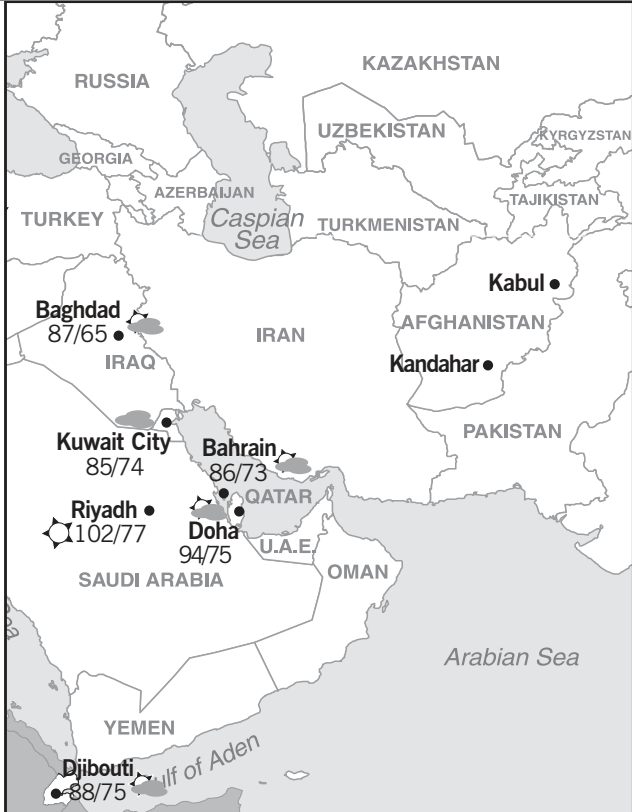 KAZAKHSTAN
RUSSIA
UZBEKISTAN
KYRGYZSTAN
GEORGIA
AZERBAIJAN
TAJIKISTAN
TURKEY
Caspian
Sea
TURKMENISTAN
Kabul
Baghdad
87/65
IRAN
AFGHANISTAN
IRAQ
Kandahar
PAKISTAN
Kuwait City
85/74
Bahrain
86/73
QATAR
Riyadh
102/77
Doha
94/75
U.A.E.
SAUDI ARABIA
OMAN
Arabian Sea
YEMEN
Djibouti
88/75
ulf of Aden